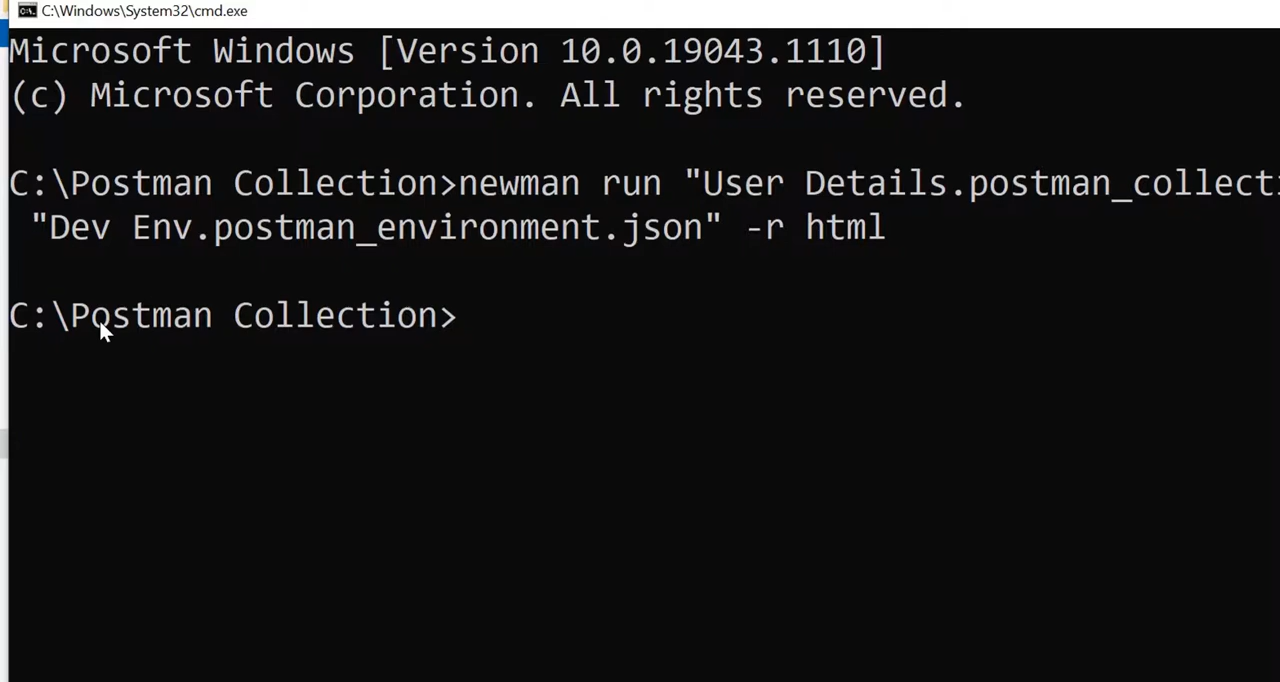 C:\Windows\System32\cmd.exe
Microsoft Windows [Version 10.0.19043.1110]
(c) Microsoft Corporation. All rights reserved.
C:\Postman Collection>newman run "User Details.postman_collect
"Dev Env.postman_environment.json" -r html
C:\Postman Collection>